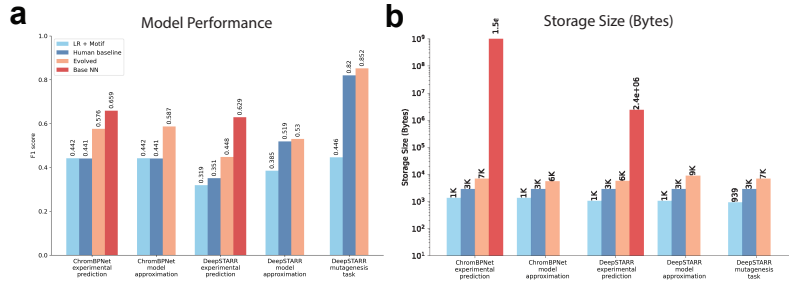 a
Model Performance
LR + Motif
Human baseline
Evolved
Base NN
F1 score
1.0
0.8
0.6
0.4
0.2
0.0
0.442
0.441
0.576
0.659
0.442
0.441
0.587
0.319
0.351
0.448
0.629
0.385
0.519
0.53
0.446
0.82
0.852
ChromBPNet
experimental
prediction
ChromBPNet
model
approximation
DeepSTARR
experimental
prediction
DeepSTARR
model
approximation
DeepSTARR
mutagenesis
task
b
Storage Size (Bytes)
Storage Size (Bytes)
10⁹
10⁸
10⁷
10⁶
10⁵
10⁴
10³
10²
10¹
1K
3K
7K
1.5e
1K
3K
6K
1K
3K
6K
2.4e+06
1K
3K
9K
939
3K
7K
ChromBPNet
experimental
prediction
ChromBPNet
model
approximation
DeepSTARR
experimental
prediction
DeepSTARR
model
approximation
DeepSTARR
mutagenesis
task